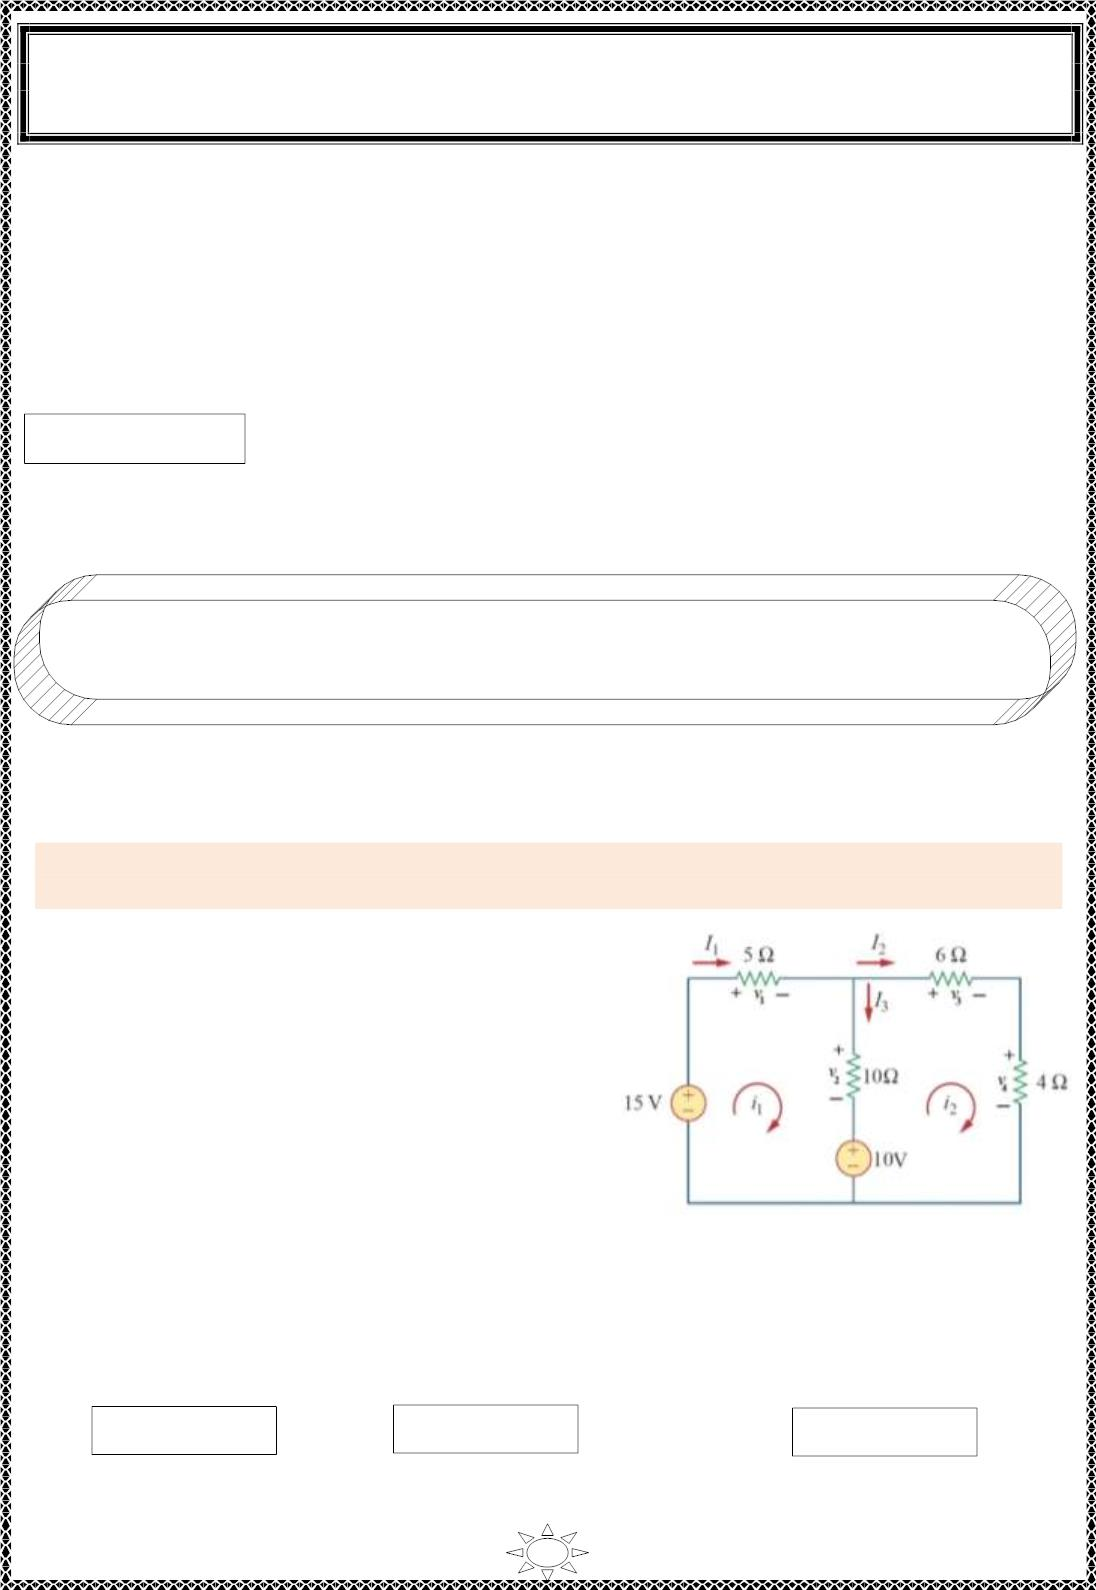 I₁ 5 Ω I₂ 6 Ω
+ v₁ − I₃ + v₃ −
+ v₂ − 10Ω + v₄ − 4 Ω
15 V + − i₁ i₂
+ − 10V